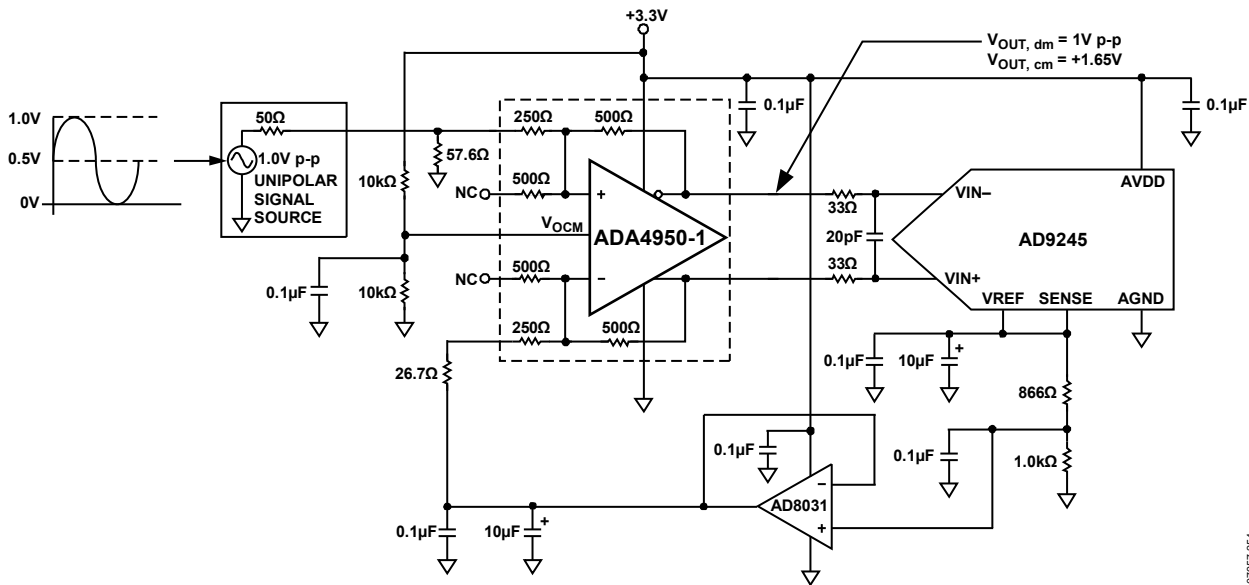 +3.3V
VOUT, dm = 1V p-p
VOUT, cm = +1.65V
0.1µF
0.1µF
1.0V
0.5V
0V
50Ω
1.0V p-p
UNIPOLAR
SIGNAL
SOURCE
57.6Ω
10kΩ
250Ω
500Ω
NC
500Ω
+
VOCM
ADA4950-1
NC
500Ω
−
250Ω
500Ω
0.1µF
10kΩ
26.7Ω
33Ω
20pF
33Ω
VIN−
AVDD
AD9245
VIN+
VREF
SENSE
AGND
0.1µF
10µF
+
866Ω
0.1µF
1.0kΩ
0.1µF
−
AD8031
+
0.1µF
10µF
+